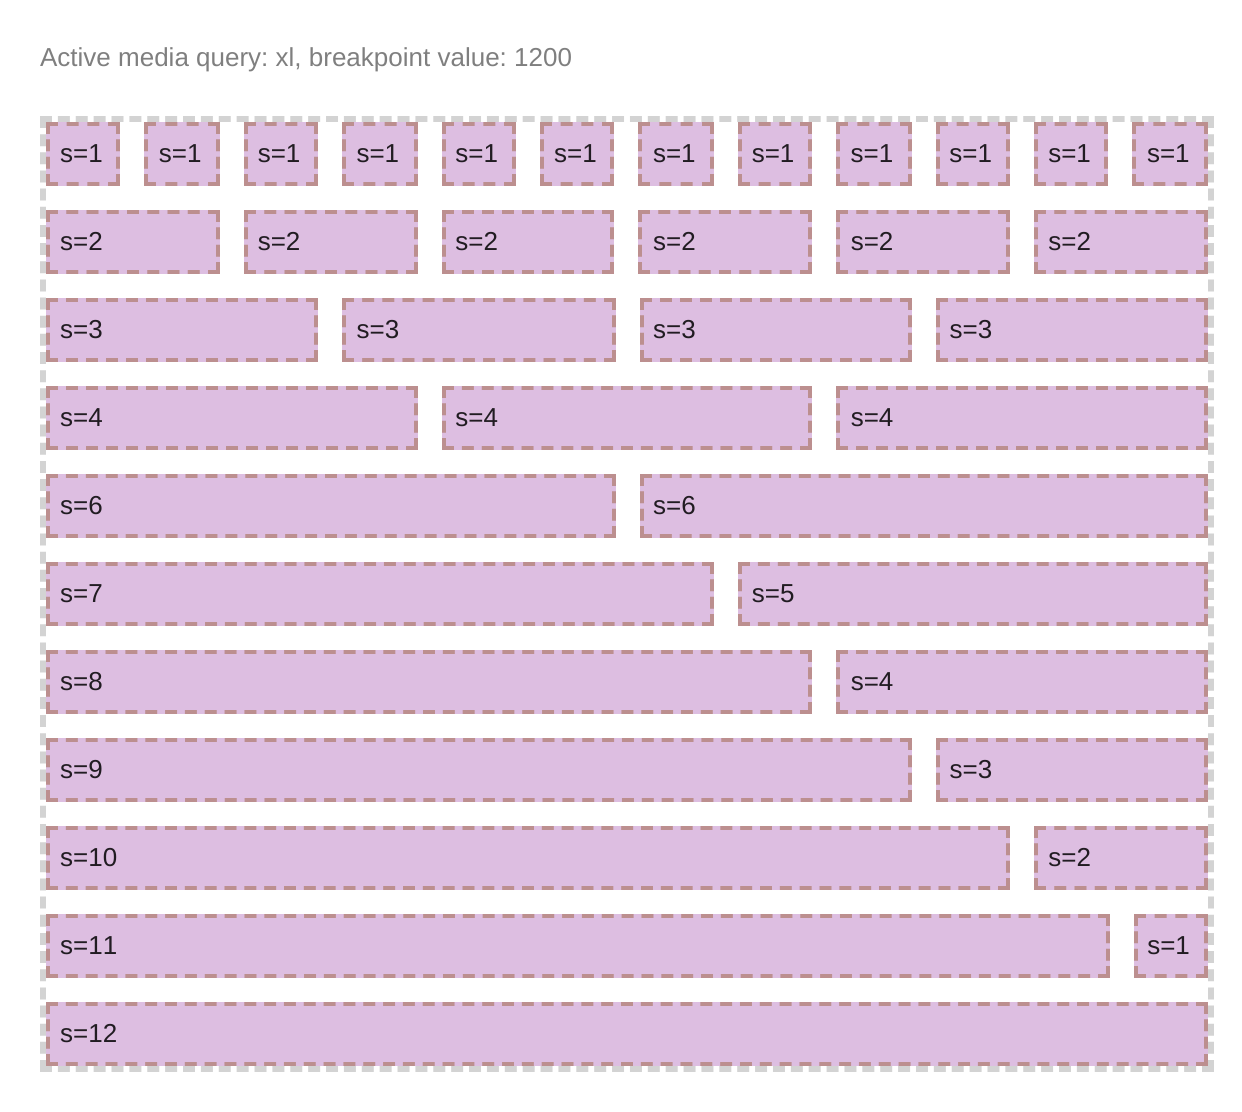 Active media query: xl, breakpoint value: 1200
s=1 s=1 s=1 s=1 s=1 s=1 s=1 s=1 s=1 s=1 s=1 s=1
s=2 s=2 s=2 s=2 s=2 s=2
s=3 s=3 s=3 s=3
s=4 s=4 s=4
s=6 s=6
s=7 s=5
s=8 s=4
s=9 s=3
s=10 s=2
s=11 s=1
s=12